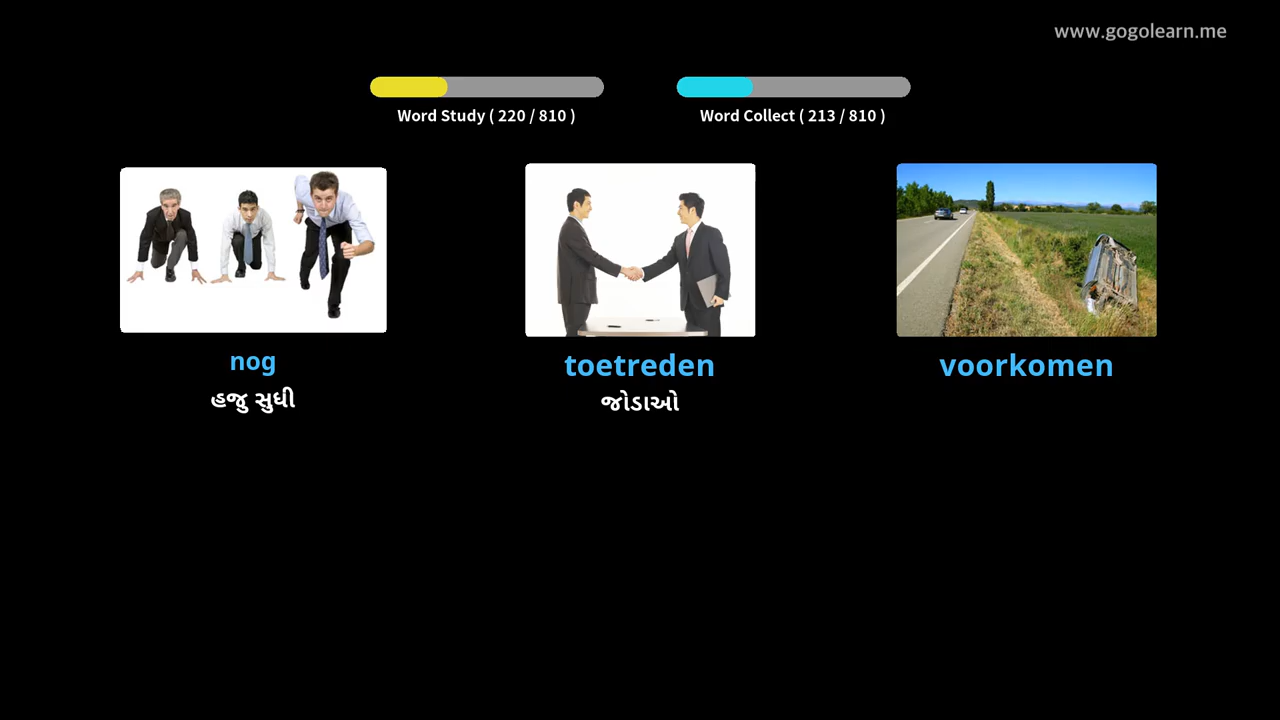 www.gogolearn.me
Word Study ( 220 / 810 )
Word Collect ( 213 / 810 )
nog
toetreden
voorkomen
હજુ સુધી
જોડાઓ